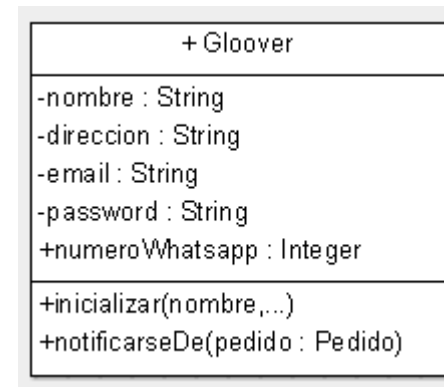 + Gloover
-nombre : String
-direccion : String
-email : String
-password : String
+numeroWhatsapp : Integer
+inicializar(nombre,...)
+notificarseDe(pedido : Pedido)